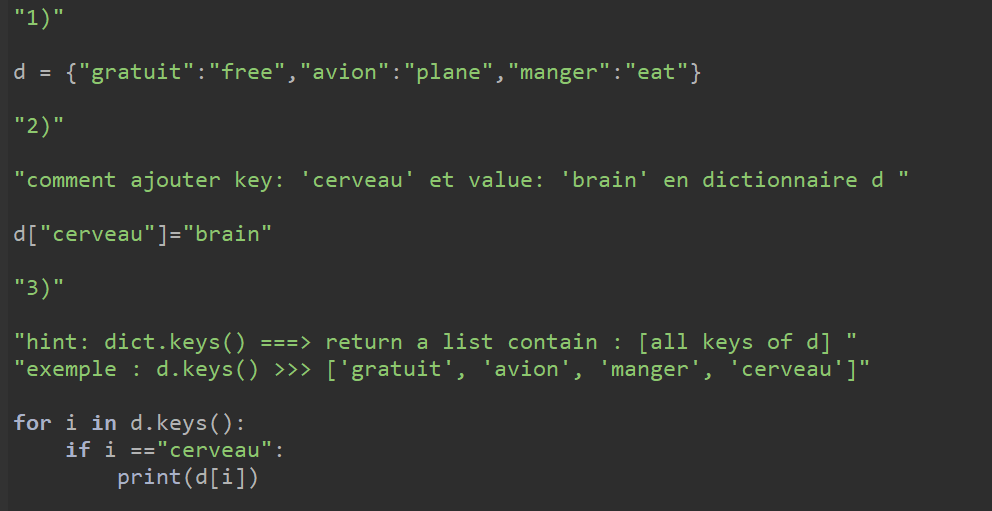 "1)"
d = {"gratuit":"free","avion":"plane","manger":"eat"}
"2)"
"comment ajouter key: 'cerveau' et value: 'brain' en dictionnaire d "
d["cerveau"]="brain"
"3)"
"hint: dict.keys() ===> return a list contain : [all keys of d] "
"exemple : d.keys() >>> ['gratuit', 'avion', 'manger', 'cerveau']"
for i in d.keys():
    if i =="cerveau":
        print(d[i])